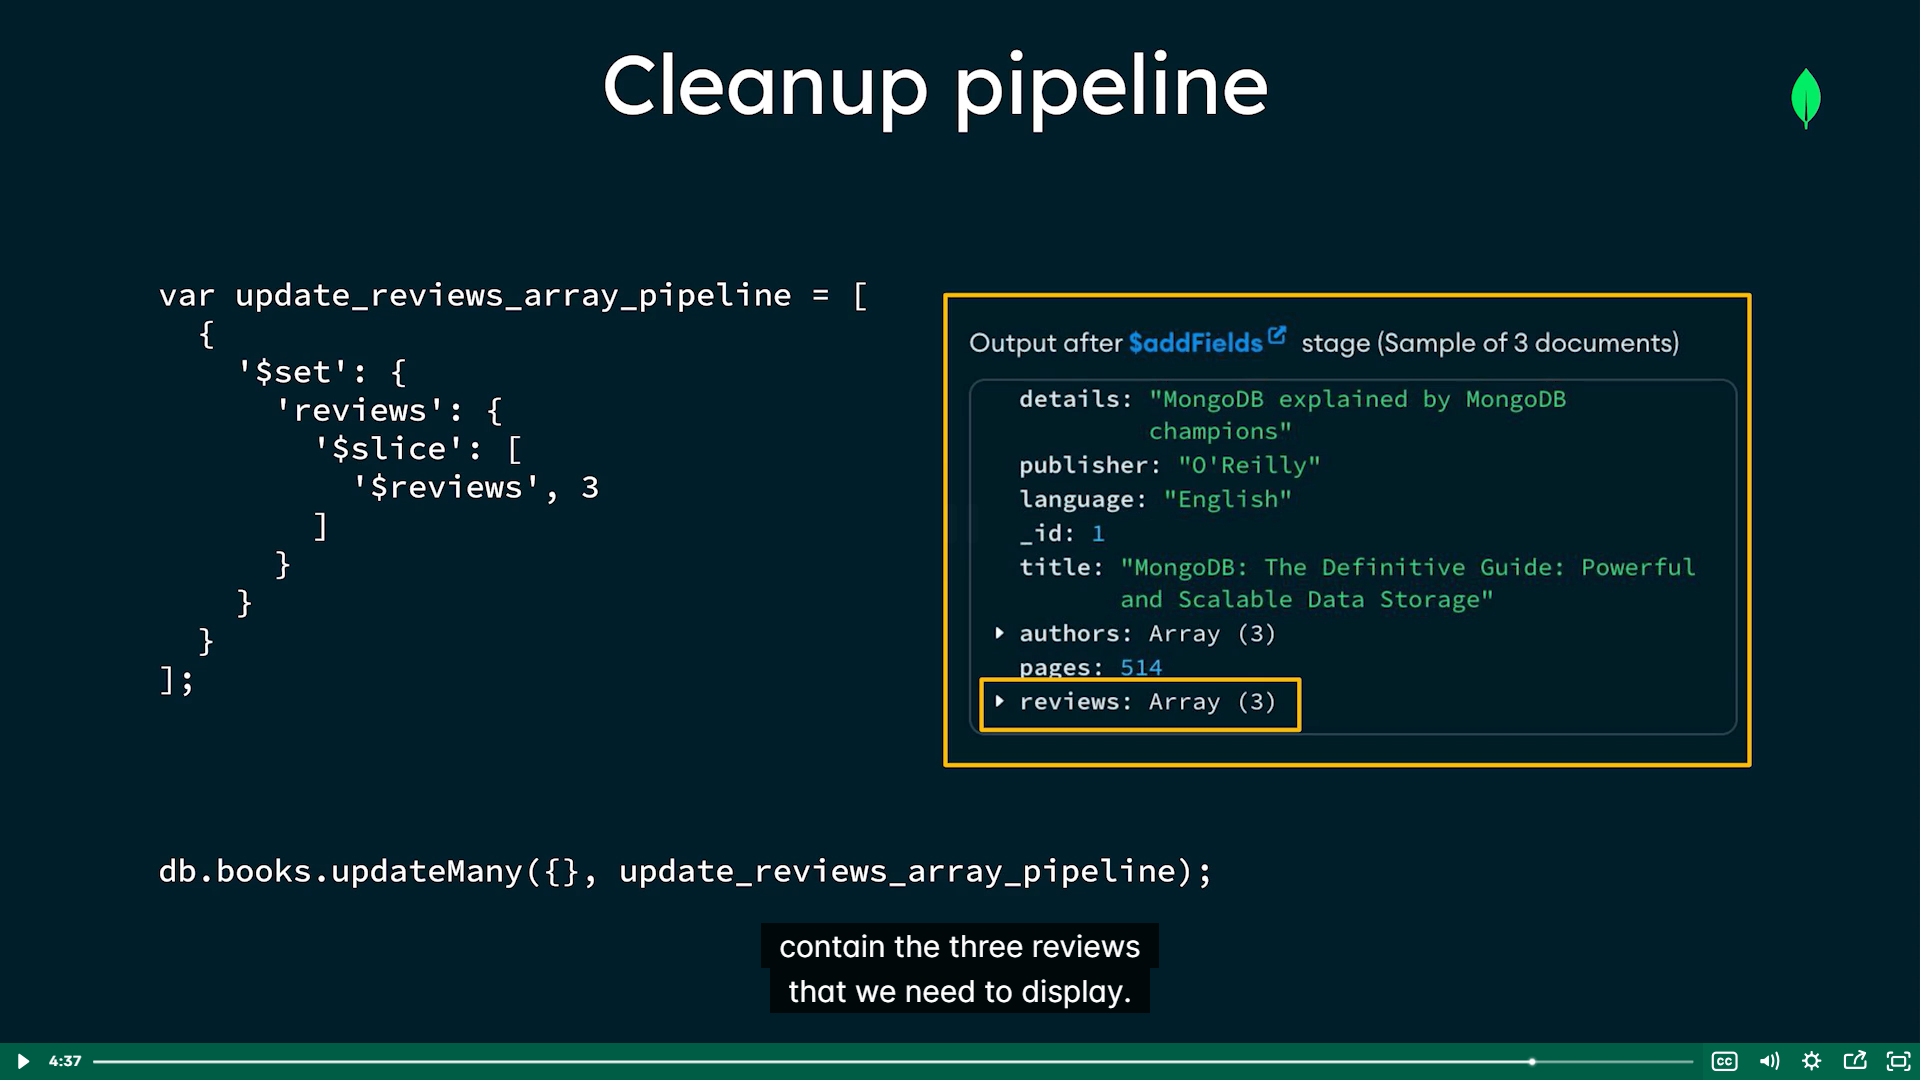 Cleanup pipeline
var update_reviews_array_pipeline = [
{
'$set': {
'reviews': {
'$slice': [
'$reviews', 3
]
}
}
}
];
Output after $addFields stage (Sample of 3 documents)
details: "MongoDB explained by MongoDB
champions"
publisher: "O'Reilly"
language: "English"
_id: 1
title: "MongoDB: The Definitive Guide: Powerful
and Scalable Data Storage"
authors: Array (3)
pages: 514
reviews: Array (3)
db.books.updateMany({}, update_reviews_array_pipeline);
contain the three reviews
that we need to display.
4:37
CC